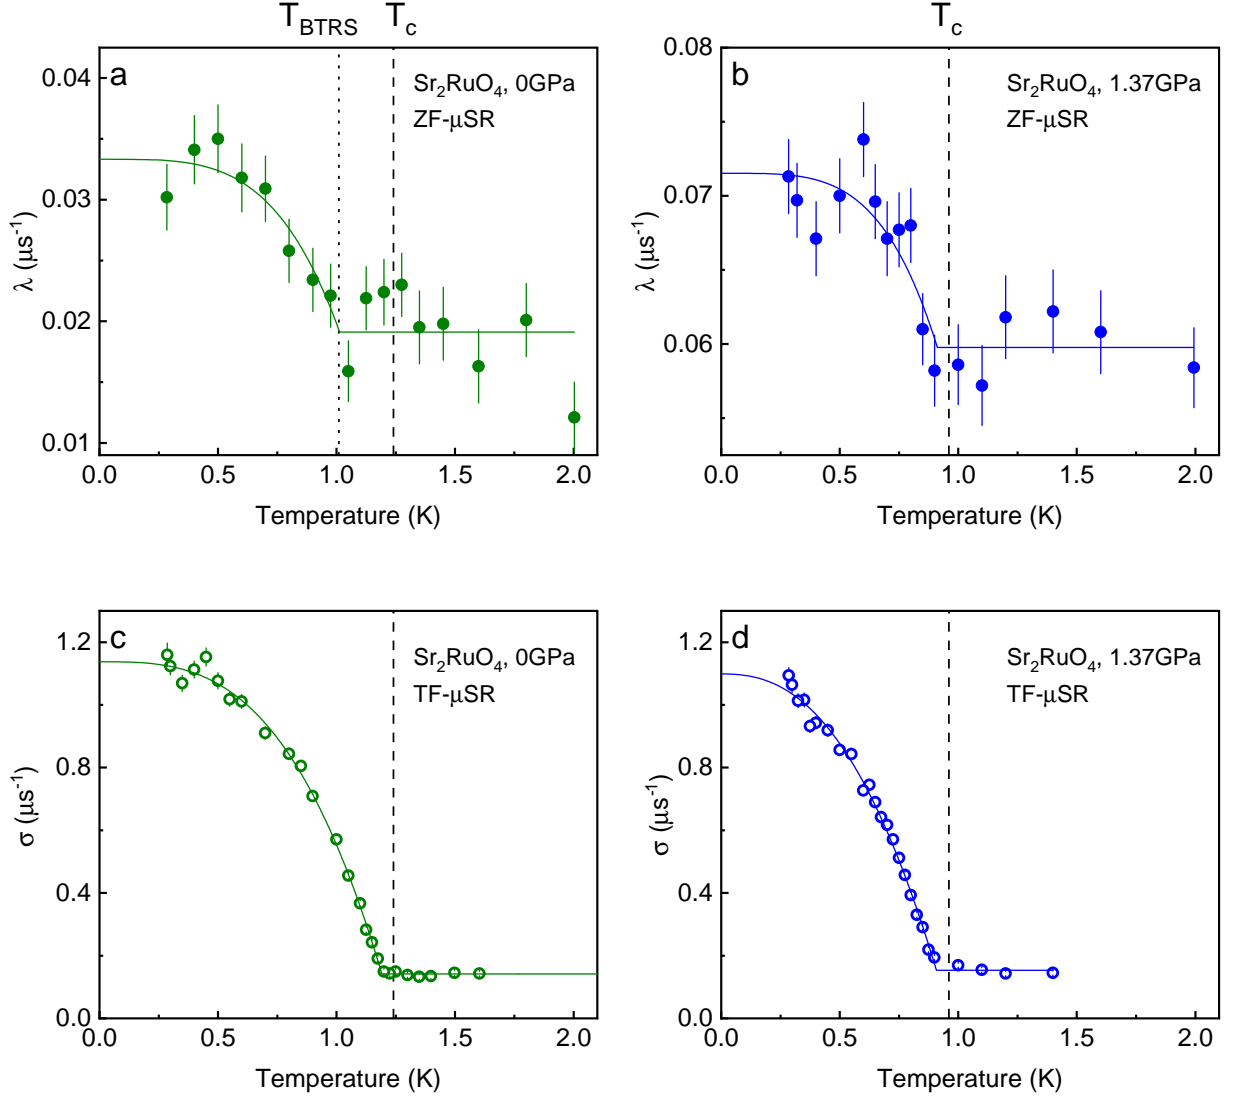 T_BTRS T_c
T_c
a
Sr₂RuO₄, 0GPa
ZF-μSR
0.04
0.03
0.02
0.01
λ (μs⁻¹)
0.0 0.5 1.0 1.5 2.0
Temperature (K)
b
Sr₂RuO₄, 1.37GPa
ZF-μSR
0.08
0.07
0.06
λ (μs⁻¹)
0.0 0.5 1.0 1.5 2.0
Temperature (K)
c
Sr₂RuO₄, 0GPa
TF-μSR
1.2
0.8
0.4
0.0
σ (μs⁻¹)
0.0 0.5 1.0 1.5 2.0
Temperature (K)
d
Sr₂RuO₄, 1.37GPa
TF-μSR
1.2
0.8
0.4
0.0
σ (μs⁻¹)
0.0 0.5 1.0 1.5 2.0
Temperature (K)